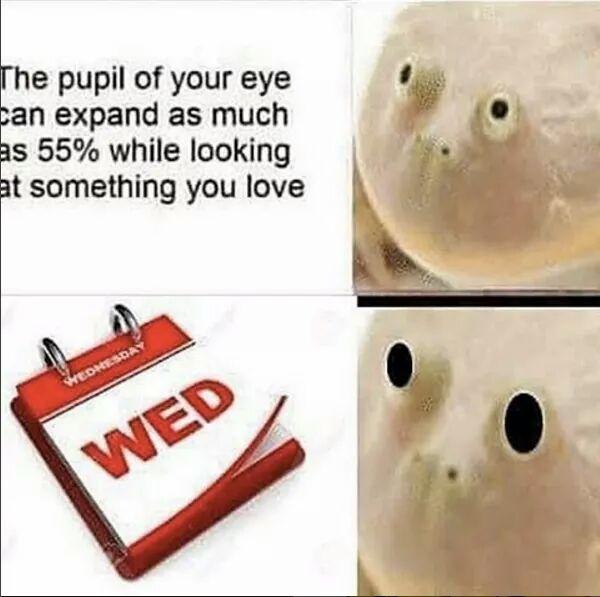 The pupil of your eye
can expand as much
as 55% while looking
at something you love
WEDNESDAY
WED